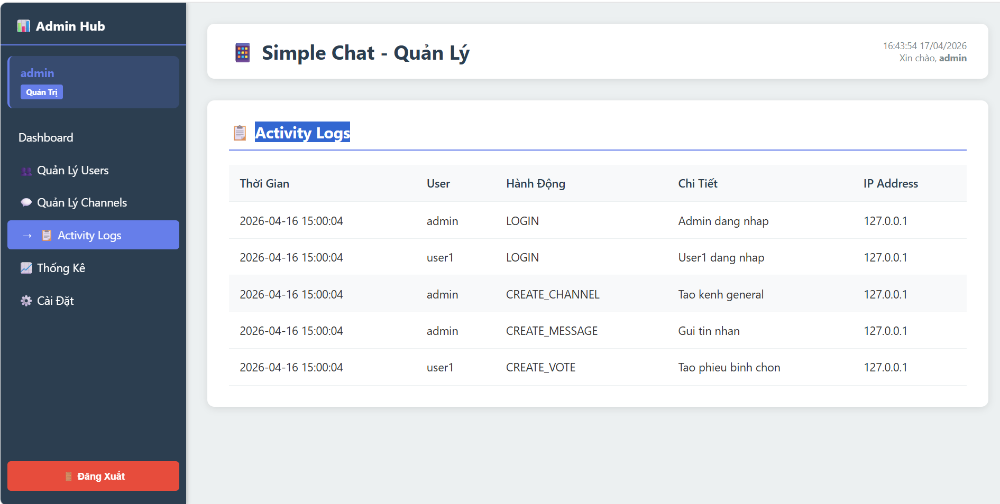 Admin Hub
admin
Quản Trị
Dashboard
Quản Lý Users
Quản Lý Channels
→ Activity Logs
Thống Kê
Cài Đặt
Đăng Xuất
Simple Chat - Quản Lý
16:43:54 17/04/2026
Xin chào, admin
Activity Logs
Thời Gian User Hành Động Chi Tiết IP Address
2026-04-16 15:00:04 admin LOGIN Admin dang nhap 127.0.0.1
2026-04-16 15:00:04 user1 LOGIN User1 dang nhap 127.0.0.1
2026-04-16 15:00:04 admin CREATE_CHANNEL Tao kenh general 127.0.0.1
2026-04-16 15:00:04 admin CREATE_MESSAGE Gui tin nhan 127.0.0.1
2026-04-16 15:00:04 user1 CREATE_VOTE Tao phieu binh chon 127.0.0.1